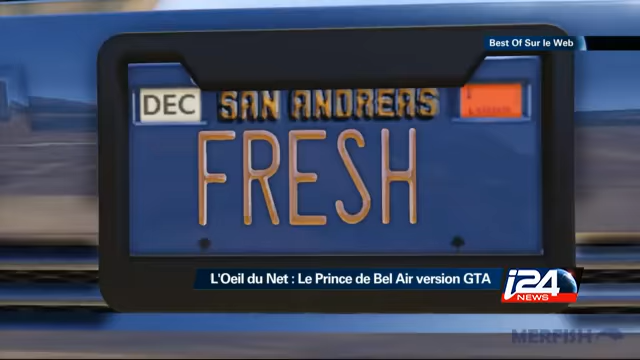 Best Of Sur le Web
DEC
SAN ANDREAS
FRESH
L'Oeil du Net : Le Prince de Bel Air version GTA
i24
NEWS
MERFISH